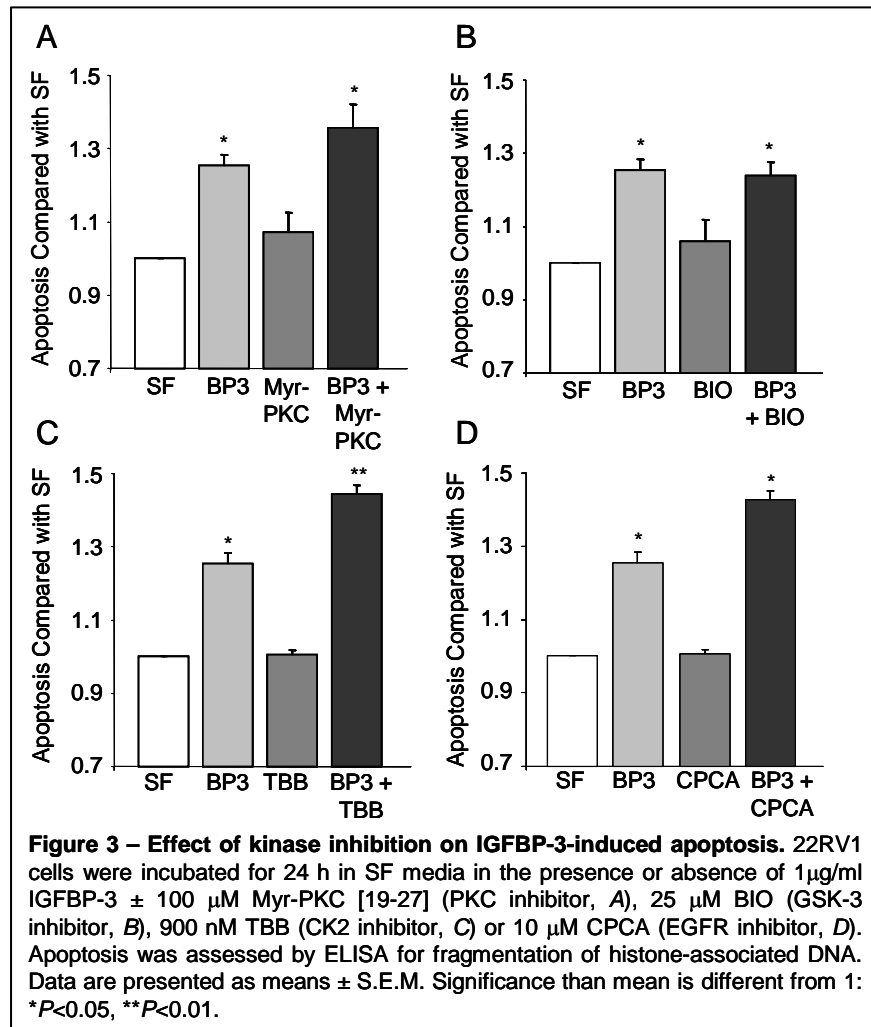 A
Apoptosis Compared with SF
1.5
1.3
1.1
0.9
0.7
*
*
SF
BP3
Myr-
PKC
BP3 +
Myr-
PKC
B
Apoptosis Compared with SF
1.5
1.3
1.1
0.9
0.7
*
*
SF
BP3
BIO
BP3
+ BIO
C
Apoptosis Compared with SF
1.5
1.3
1.1
0.9
0.7
*
**
SF
BP3
TBB
BP3 +
TBB
D
Apoptosis Compared with SF
1.5
1.3
1.1
0.9
0.7
*
*
SF
BP3
CPCA
BP3 +
CPCA
Figure 3 – Effect of kinase inhibition on IGFBP-3-induced apoptosis. 22RV1
cells were incubated for 24 h in SF media in the presence or absence of 1µg/ml
IGFBP-3 ± 100 µM Myr-PKC [19-27] (PKC inhibitor, A), 25 µM BIO (GSK-3
inhibitor, B), 900 nM TBB (CK2 inhibitor, C) or 10 µM CPCA (EGFR inhibitor, D).
Apoptosis was assessed by ELISA for fragmentation of histone-associated DNA.
Data are presented as means ± S.E.M. Significance than mean is different from 1:
*P<0.05, **P<0.01.